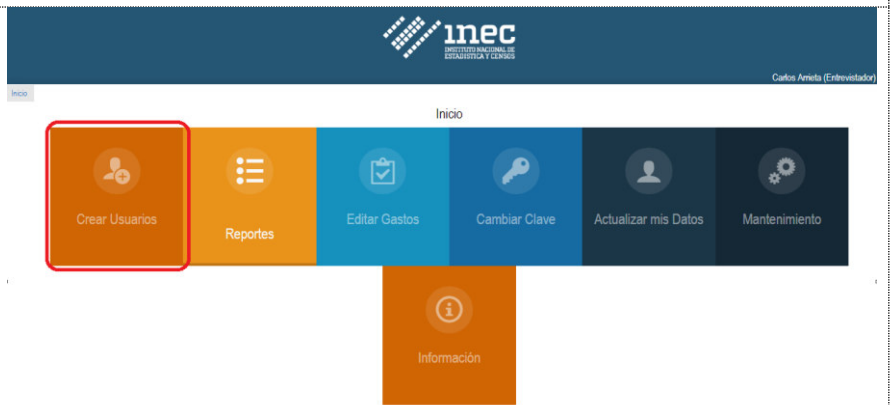 inec
INSTITUTO NACIONAL DE
ESTADÍSTICA Y CENSOS
Carlos Arrieta (Entrevistador)
Inicio
Inicio
Crear Usuarios
Reportes
Editar Gastos
Cambiar Clave
Actualizar mis Datos
Mantenimiento
Información